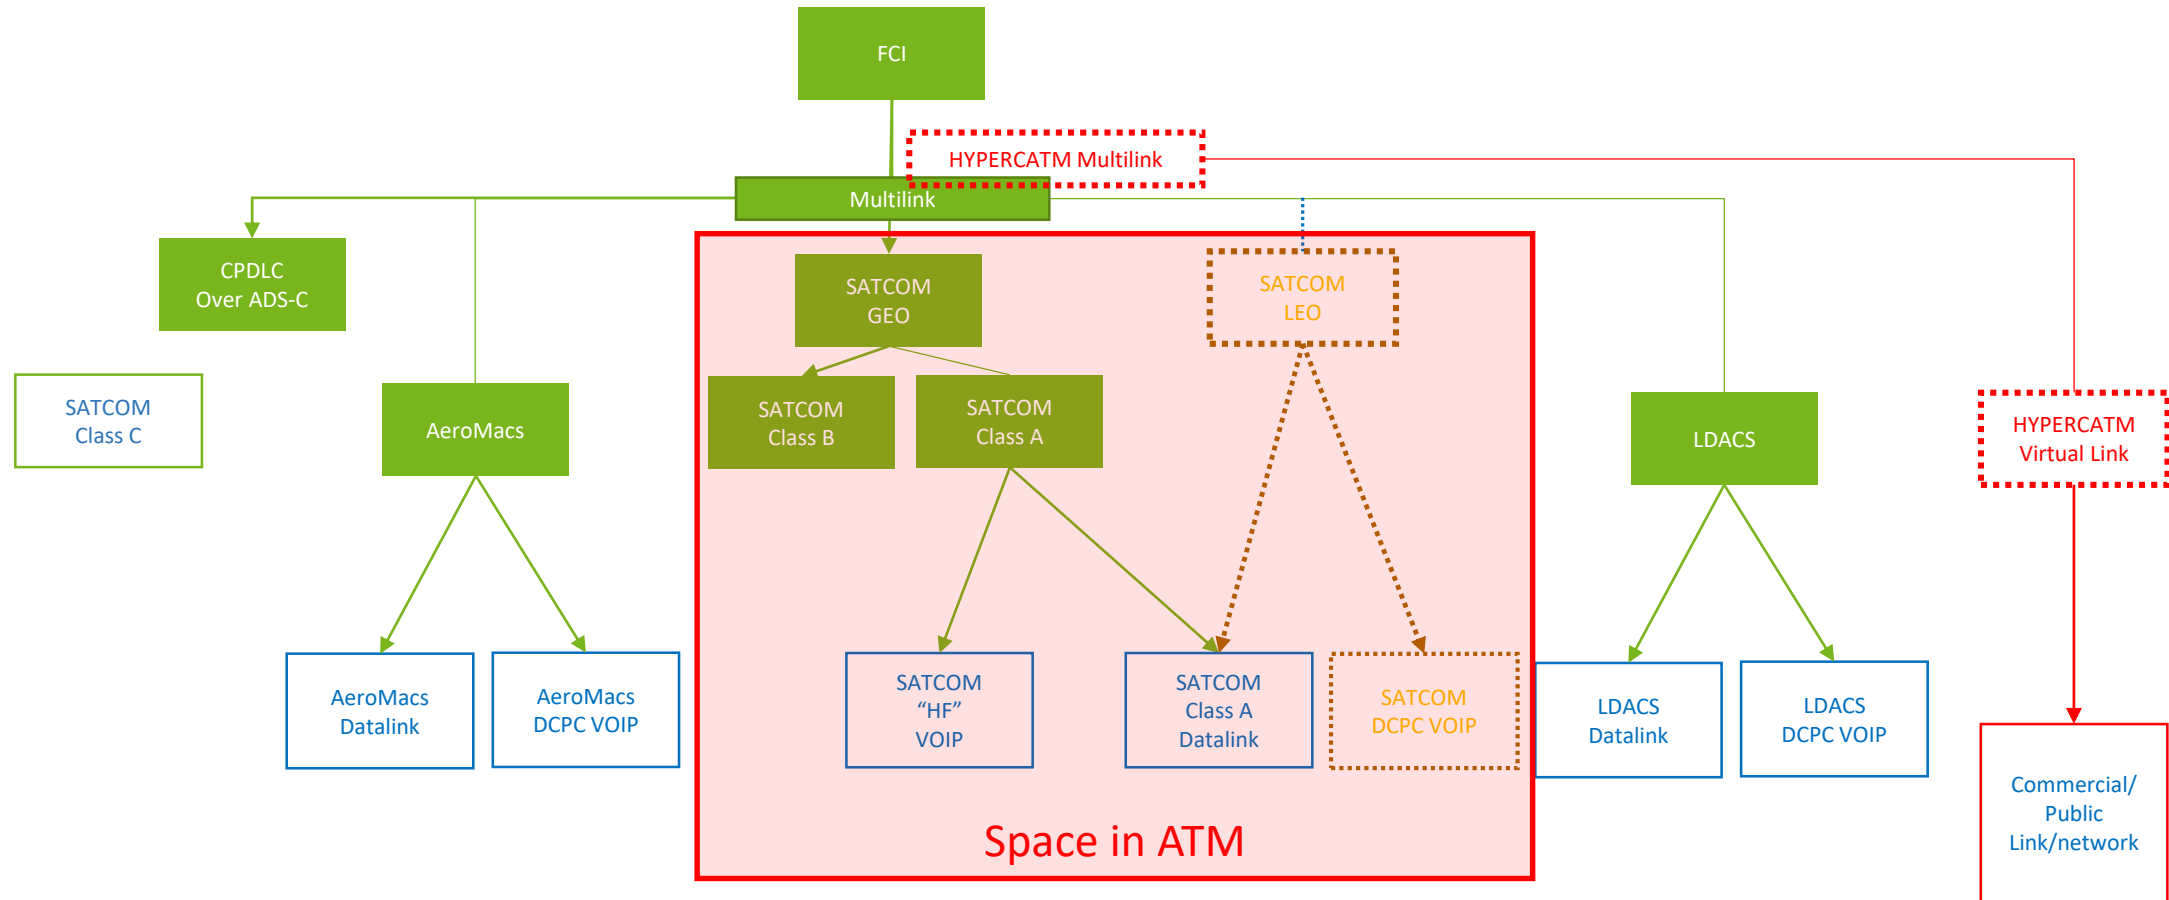 FCI
HYPERCATM Multilink
Multilink
CPDLC
Over ADS-C
SATCOM
GEO
SATCOM
LEO
SATCOM
Class C
AeroMacs
SATCOM
Class B
SATCOM
Class A
LDACS
HYPERCATM
Virtual Link
AeroMacs
Datalink
AeroMacs
DCPC VOIP
SATCOM
“HF”
VOIP
SATCOM
Class A
Datalink
SATCOM
DCPC VOIP
LDACS
Datalink
LDACS
DCPC VOIP
Commercial/
Public
Link/network
Space in ATM